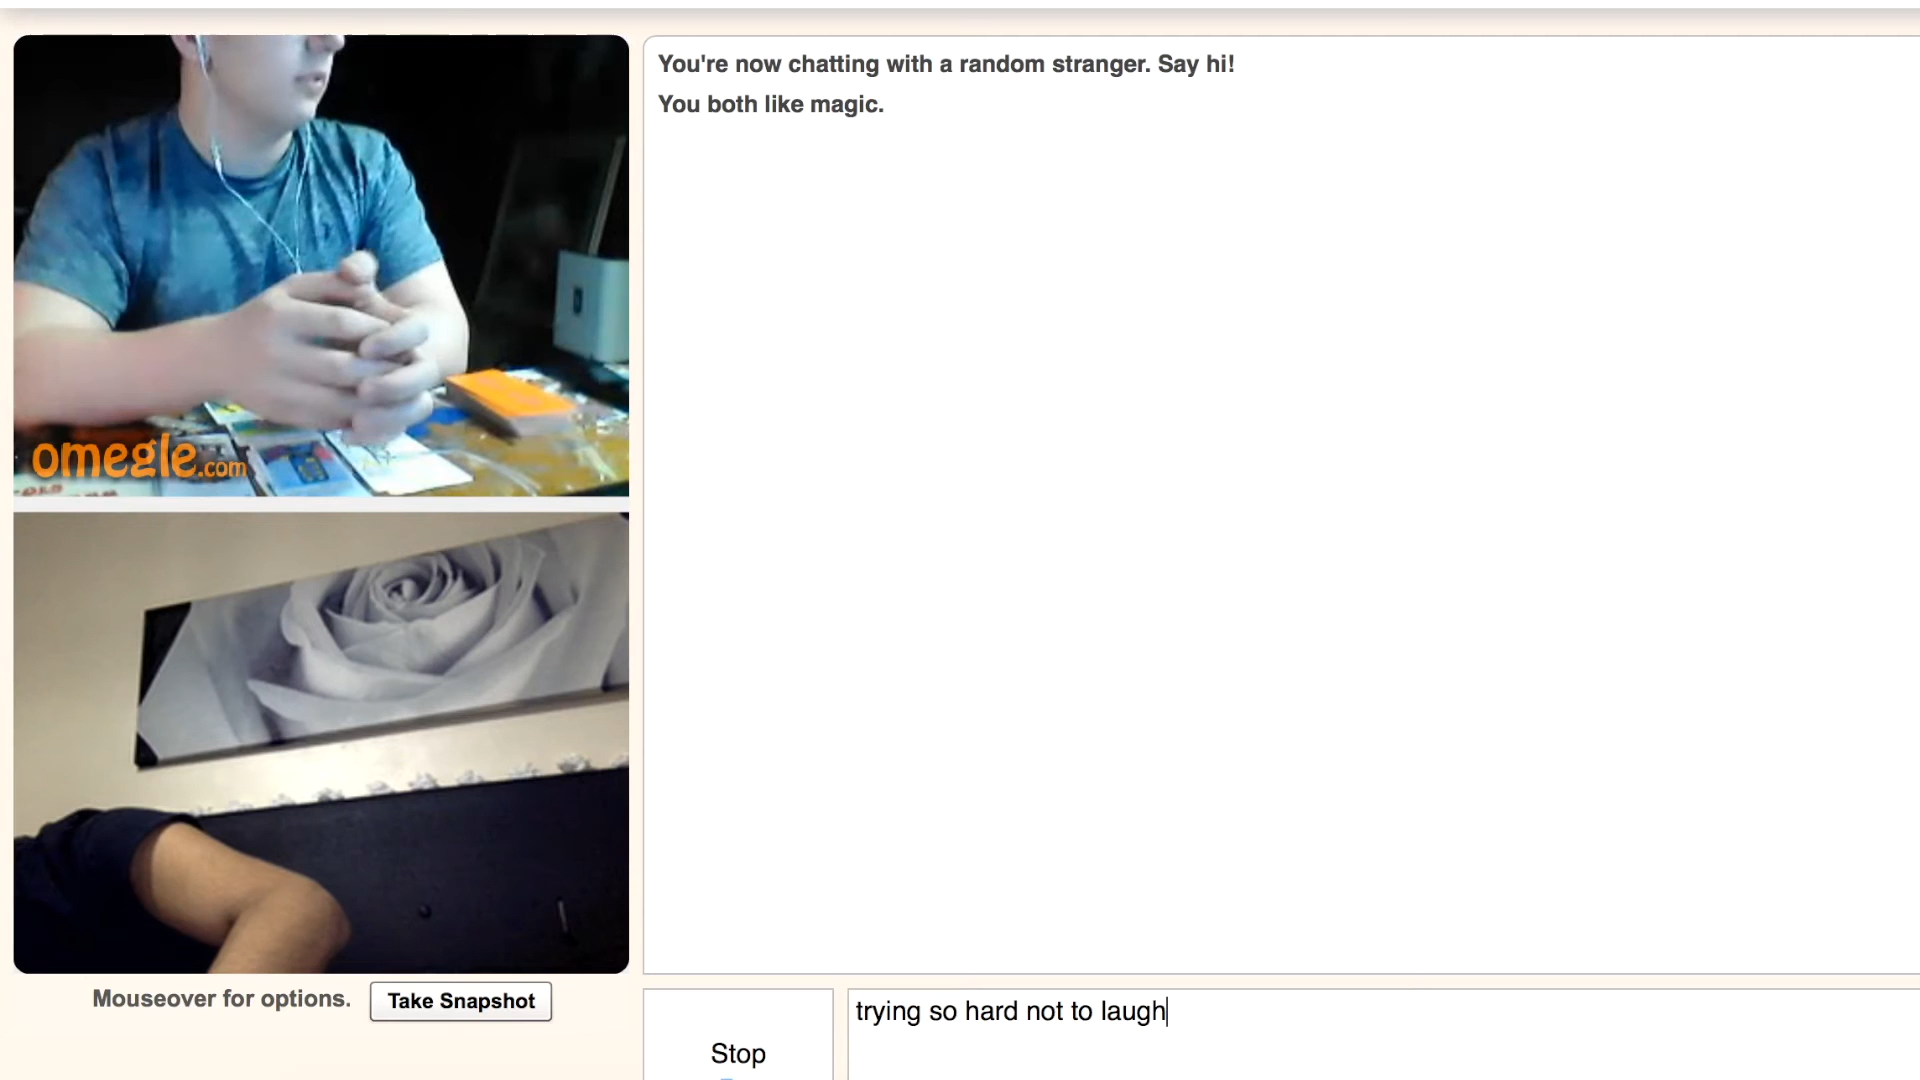 You're now chatting with a random stranger. Say hi!
You both like magic.
omegle.com
Mouseover for options.
Take Snapshot
Stop
trying so hard not to laugh